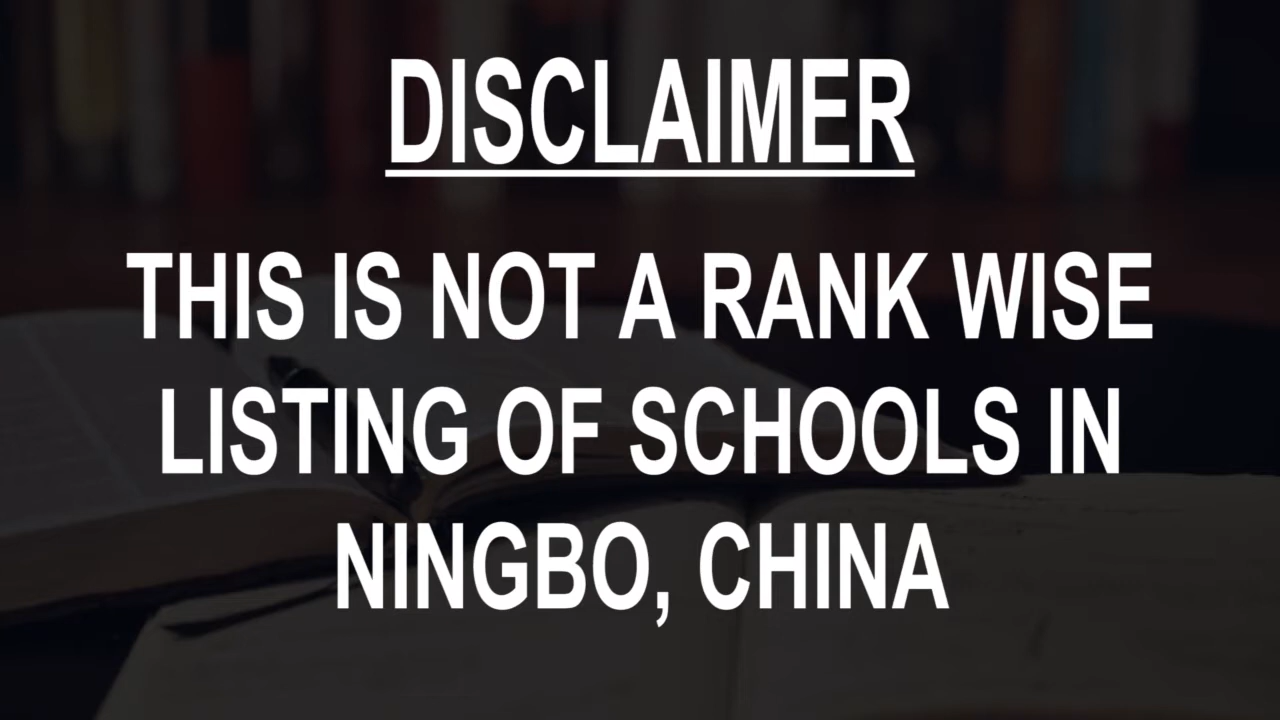 DISCLAIMER
THIS IS NOT A RANK WISE
LISTING OF SCHOOLS IN
NINGBO, CHINA